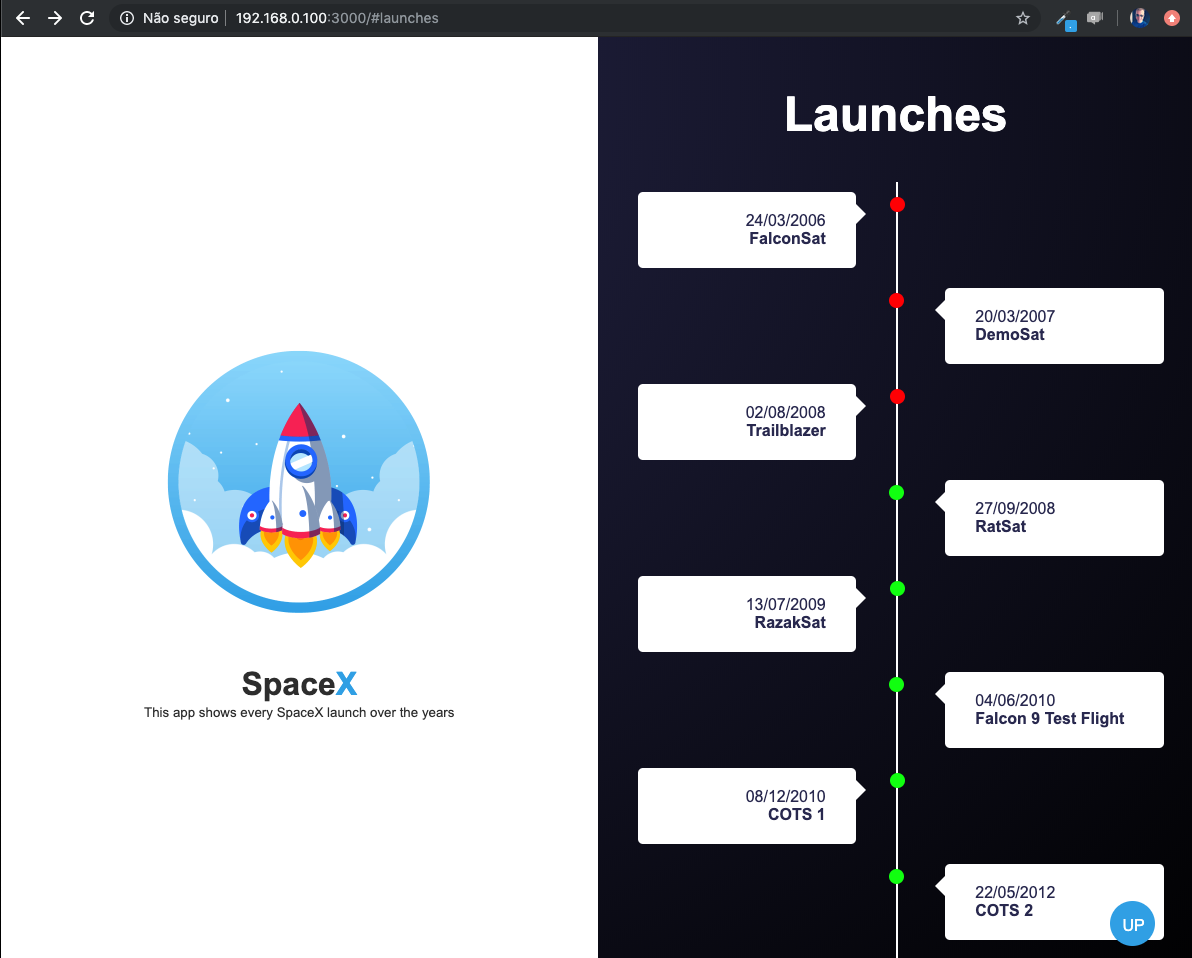 Não seguro
192.168.0.100:3000/#launches
SpaceX
This app shows every SpaceX launch over the years
Launches
24/03/2006
FalconSat
20/03/2007
DemoSat
02/08/2008
Trailblazer
27/09/2008
RatSat
13/07/2009
RazakSat
04/06/2010
Falcon 9 Test Flight
08/12/2010
COTS 1
22/05/2012
COTS 2
UP